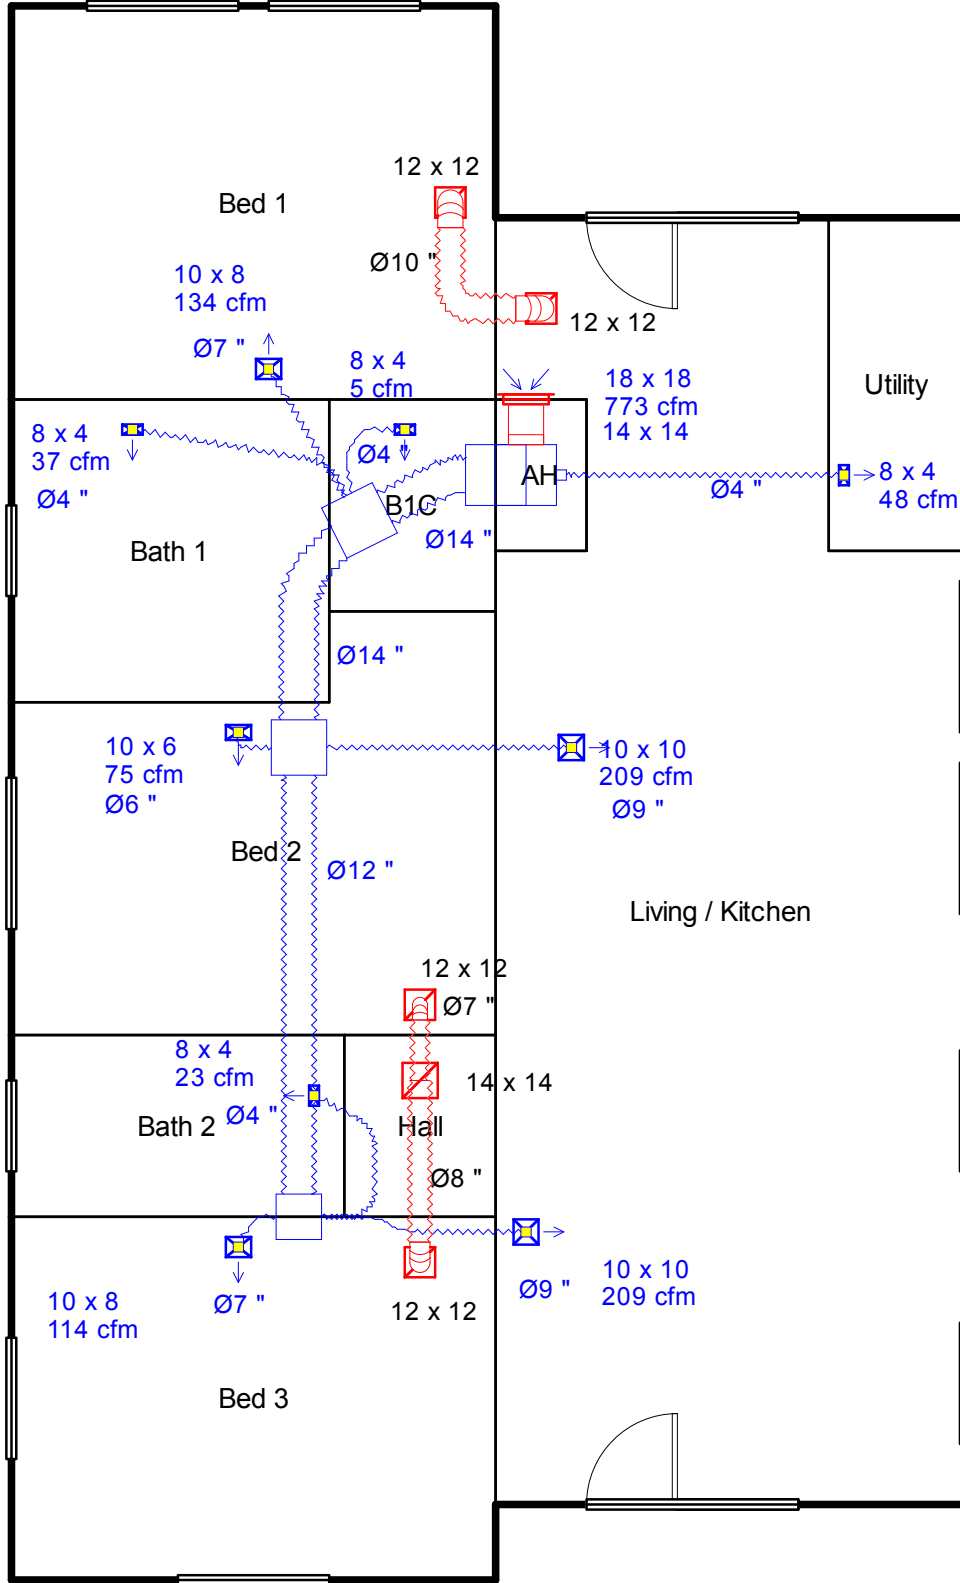 12 x 12
Bed 1
Ø10 "
10 x 8
134 cfm
12 x 12
Ø7 "
8 x 4
5 cfm
18 x 18
773 cfm
14 x 14
Utility
8 x 4
37 cfm
Ø4 "
Ø4 "
AH
8 x 4
48 cfm
Ø4 "
B1C
Ø14 "
Bath 1
Ø14 "
10 x 6
75 cfm
Ø6 "
10 x 10
209 cfm
Ø9 "
Bed 2
Ø12 "
Living / Kitchen
12 x 12
Ø7 "
8 x 4
23 cfm
14 x 14
Ø4 "
Bath 2
Hall
Ø8 "
10 x 10
209 cfm
Ø9 "
Ø7 "
10 x 8
114 cfm
12 x 12
Bed 3